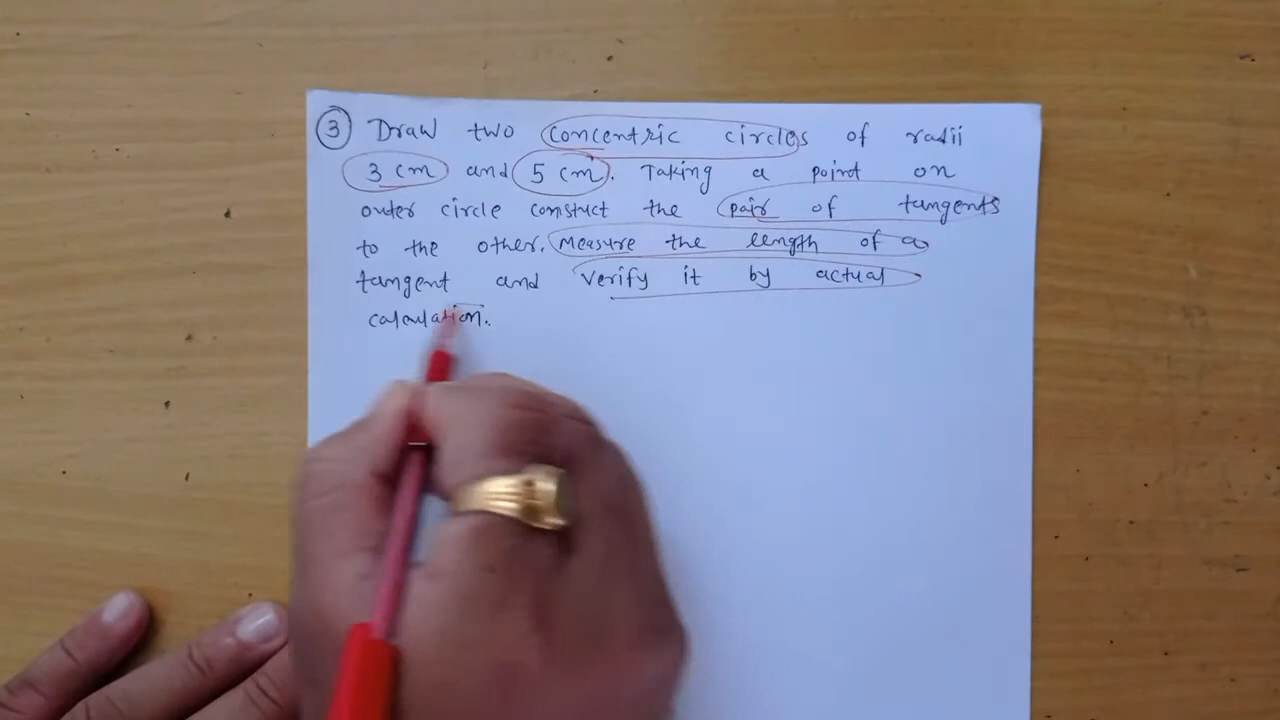 ③ Draw two concentric circles of radii
3 cm and 5 cm. Taking a point on
outer circle constuct the pair of tangents
to the other. Measure the length of a
tangent and verify it by actual
calculation.